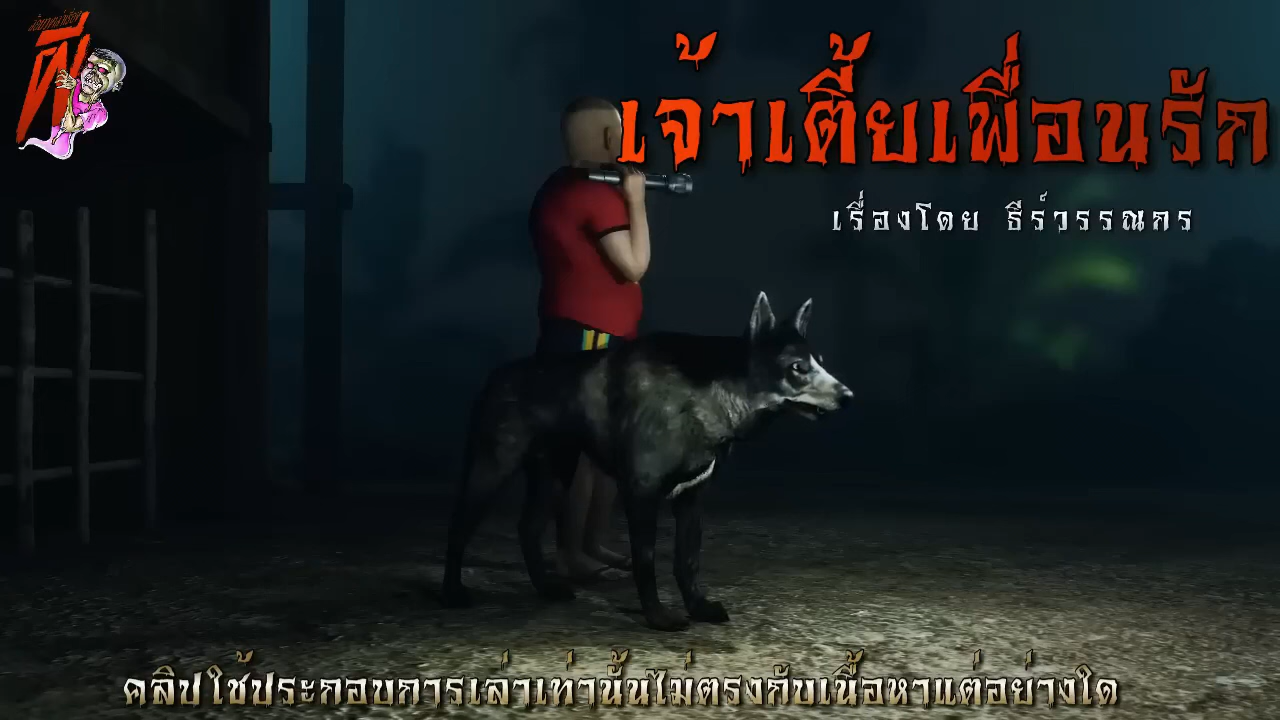 ผี
เจ้าเตี้ยเพื่อนรัก
เรื่องโดย ธีร์วรรณกร
คลิปใช้ประกอบการเล่าเท่านั้นไม่ตรงกับเนื้อหาแต่อย่างใด